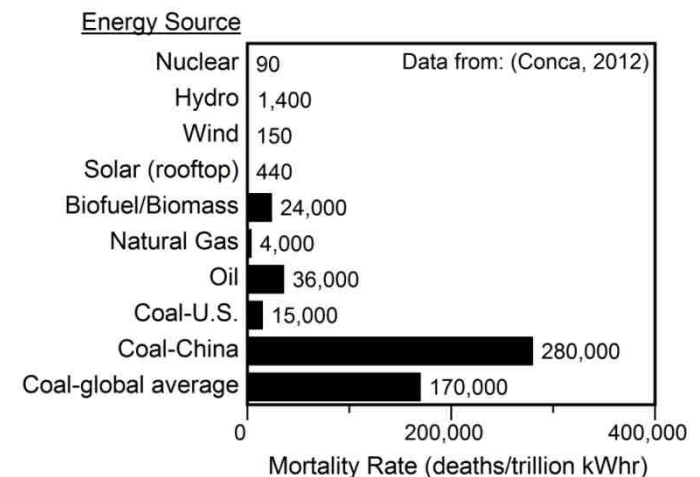 Energy Source
Nuclear 90 Data from: (Conca, 2012)
Hydro 1,400
Wind 150
Solar (rooftop) 440
Biofuel/Biomass 24,000
Natural Gas 4,000
Oil 36,000
Coal-U.S. 15,000
Coal-China 280,000
Coal-global average 170,000
0 200,000 400,000
Mortality Rate (deaths/trillion kWhr)